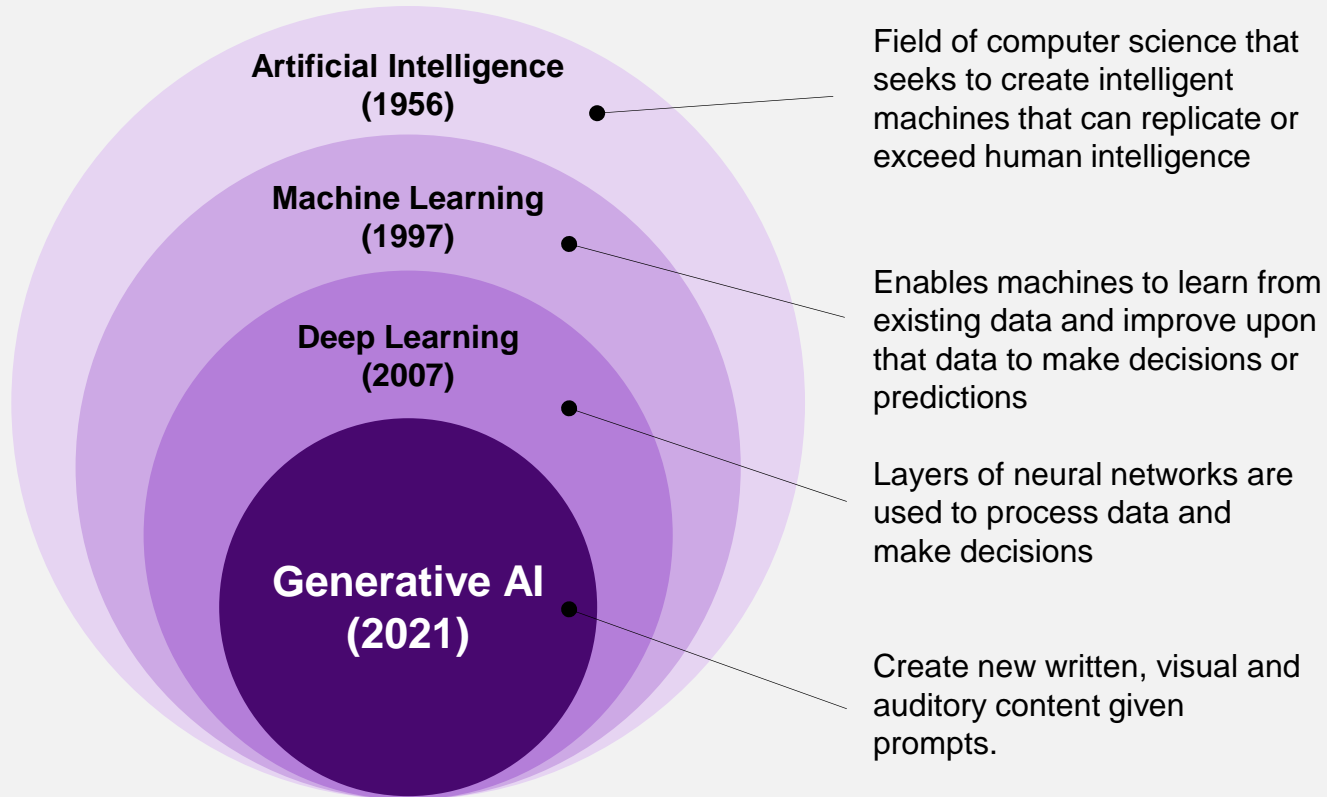 Artificial Intelligence
(1956)
Field of computer science that
seeks to create intelligent
machines that can replicate or
exceed human intelligence
Machine Learning
(1997)
Enables machines to learn from
existing data and improve upon
that data to make decisions or
predictions
Deep Learning
(2007)
Layers of neural networks are
used to process data and
make decisions
Generative AI
(2021)
Create new written, visual and
auditory content given
prompts.